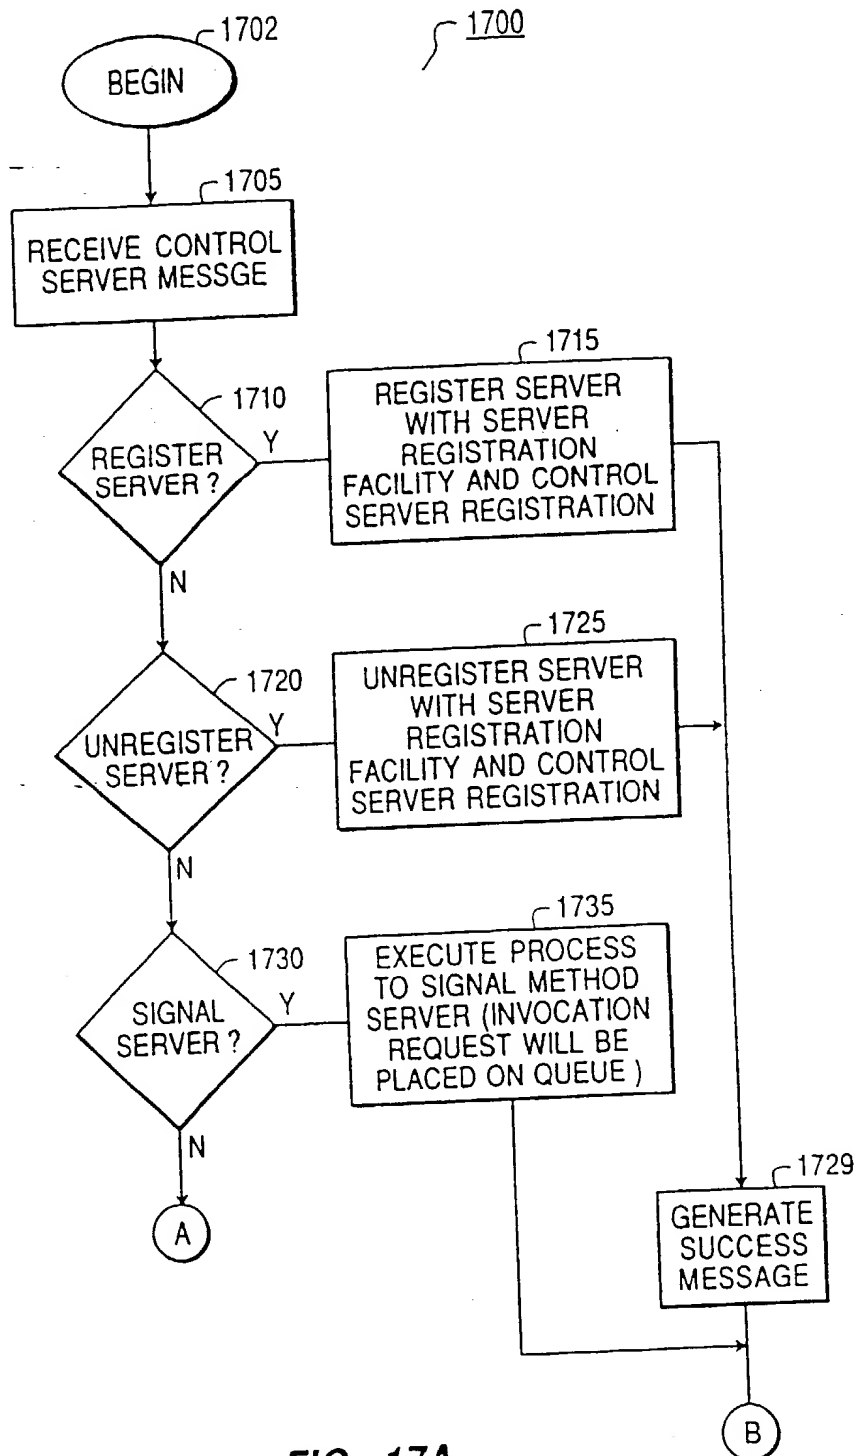 1702
1700
BEGIN
1705
RECEIVE CONTROL
SERVER MESSGE
1710
REGISTER
SERVER ?
Y
N
1715
REGISTER SERVER
WITH SERVER
REGISTRATION
FACILITY AND CONTROL
SERVER REGISTRATION
1720
UNREGISTER
SERVER ?
Y
N
1725
UNREGISTER SERVER
WITH SERVER
REGISTRATION
FACILITY AND CONTROL
SERVER REGISTRATION
1730
SIGNAL
SERVER ?
Y
N
1735
EXECUTE PROCESS
TO SIGNAL METHOD
SERVER (INVOCATION
REQUEST WILL BE
PLACED ON QUEUE )
A
1729
GENERATE
SUCCESS
MESSAGE
B
FIG. 17A